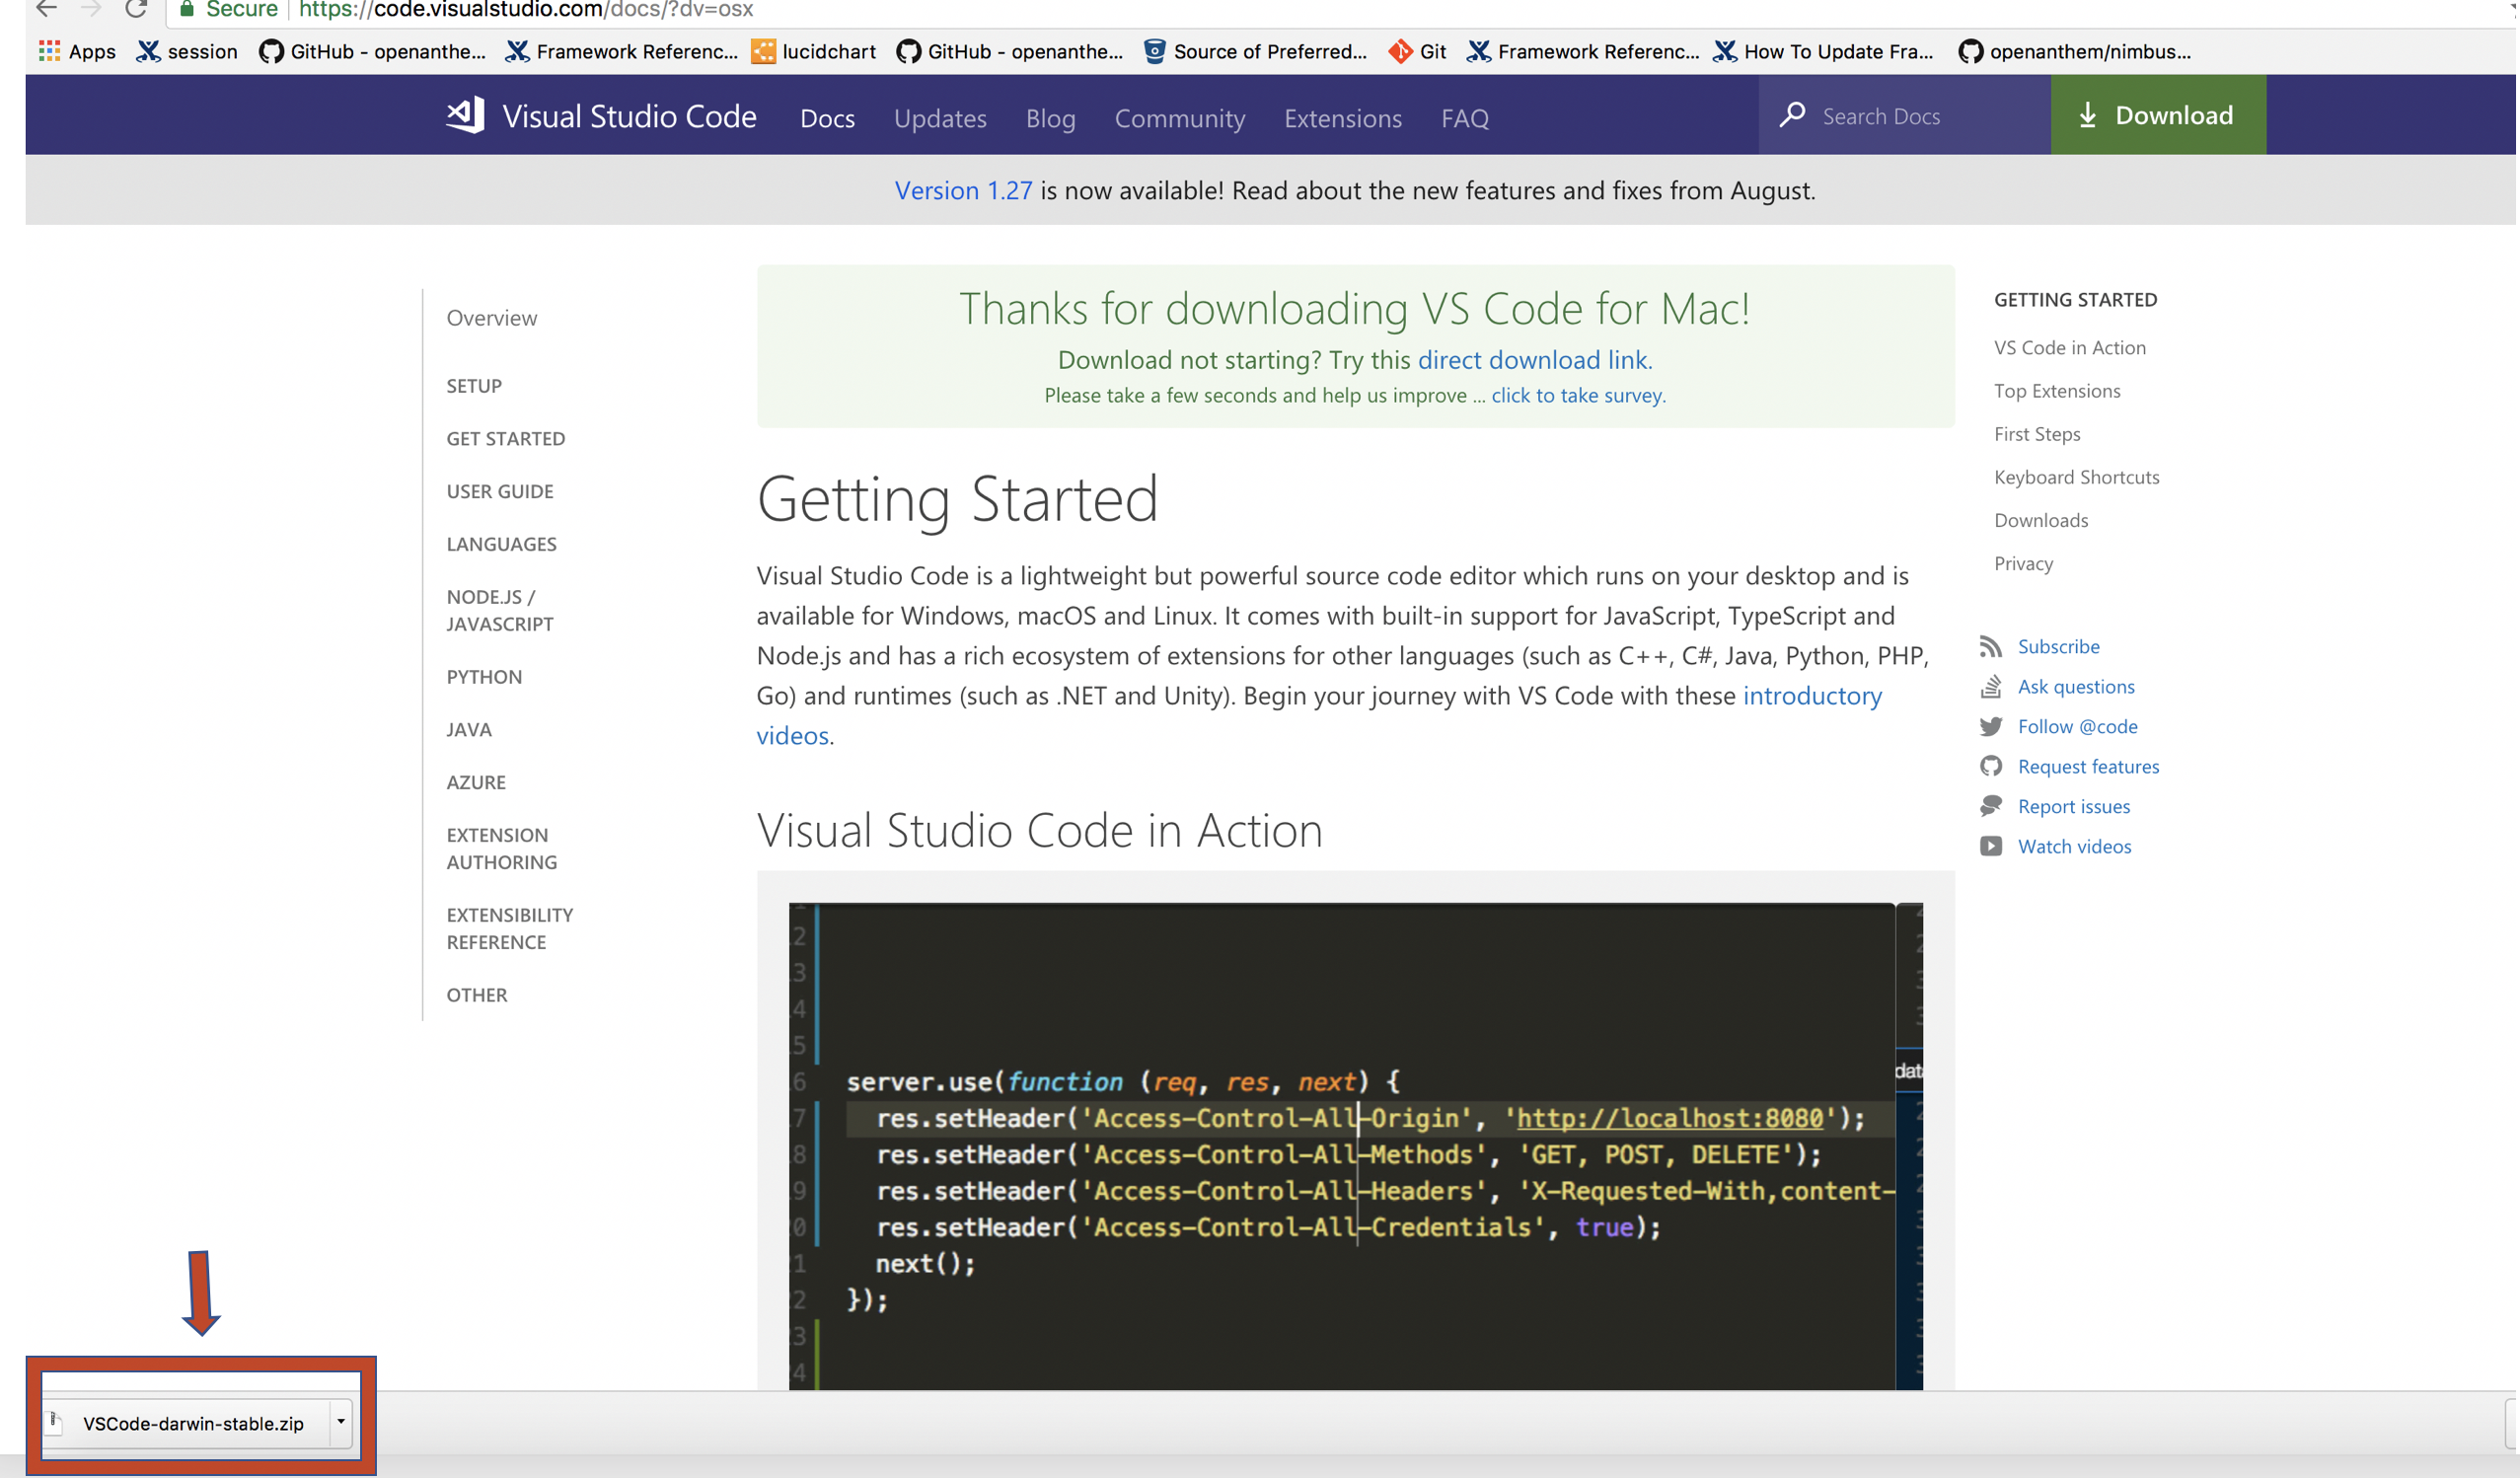 Secure https://code.visualstudio.com/docs/?dv=osx
Apps session GitHub - openanthe... Framework Referenc... lucidchart GitHub - openanthe... Source of Preferred... Git Framework Referenc... How To Update Fra... openanthem/nimbus...
Visual Studio Code Docs Updates Blog Community Extensions FAQ Search Docs Download
Version 1.27 is now available! Read about the new features and fixes from August.
Overview
SETUP
GET STARTED
USER GUIDE
LANGUAGES
NODE.JS /
JAVASCRIPT
PYTHON
JAVA
AZURE
EXTENSION
AUTHORING
EXTENSIBILITY
REFERENCE
OTHER
Thanks for downloading VS Code for Mac!
Download not starting? Try this direct download link.
Please take a few seconds and help us improve ... click to take survey.
Getting Started
Visual Studio Code is a lightweight but powerful source code editor which runs on your desktop and is
available for Windows, macOS and Linux. It comes with built-in support for JavaScript, TypeScript and
Node.js and has a rich ecosystem of extensions for other languages (such as C++, C#, Java, Python, PHP,
Go) and runtimes (such as .NET and Unity). Begin your journey with VS Code with these introductory
videos.
Visual Studio Code in Action
2
3
4
5
6 server.use(function (req, res, next) {
7 res.setHeader('Access-Control-All-Origin', 'http://localhost:8080');
8 res.setHeader('Access-Control-All-Methods', 'GET, POST, DELETE');
9 res.setHeader('Access-Control-All-Headers', 'X-Requested-With,content-
0 res.setHeader('Access-Control-All-Credentials', true);
1 next();
2 });
3
4
GETTING STARTED
VS Code in Action
Top Extensions
First Steps
Keyboard Shortcuts
Downloads
Privacy
Subscribe
Ask questions
Follow @code
Request features
Report issues
Watch videos
VSCode-darwin-stable.zip